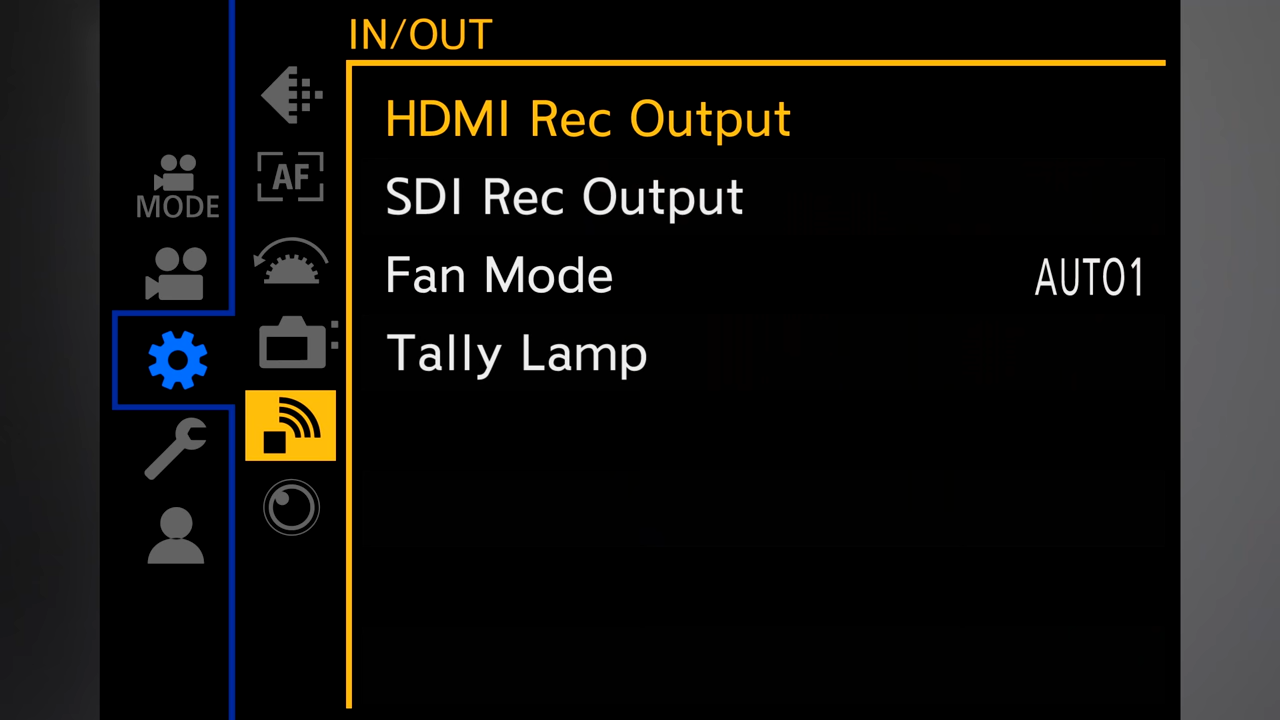 IN/OUT
HDMI Rec Output
SDI Rec Output
Fan Mode AUTO1
Tally Lamp
MODE
AF